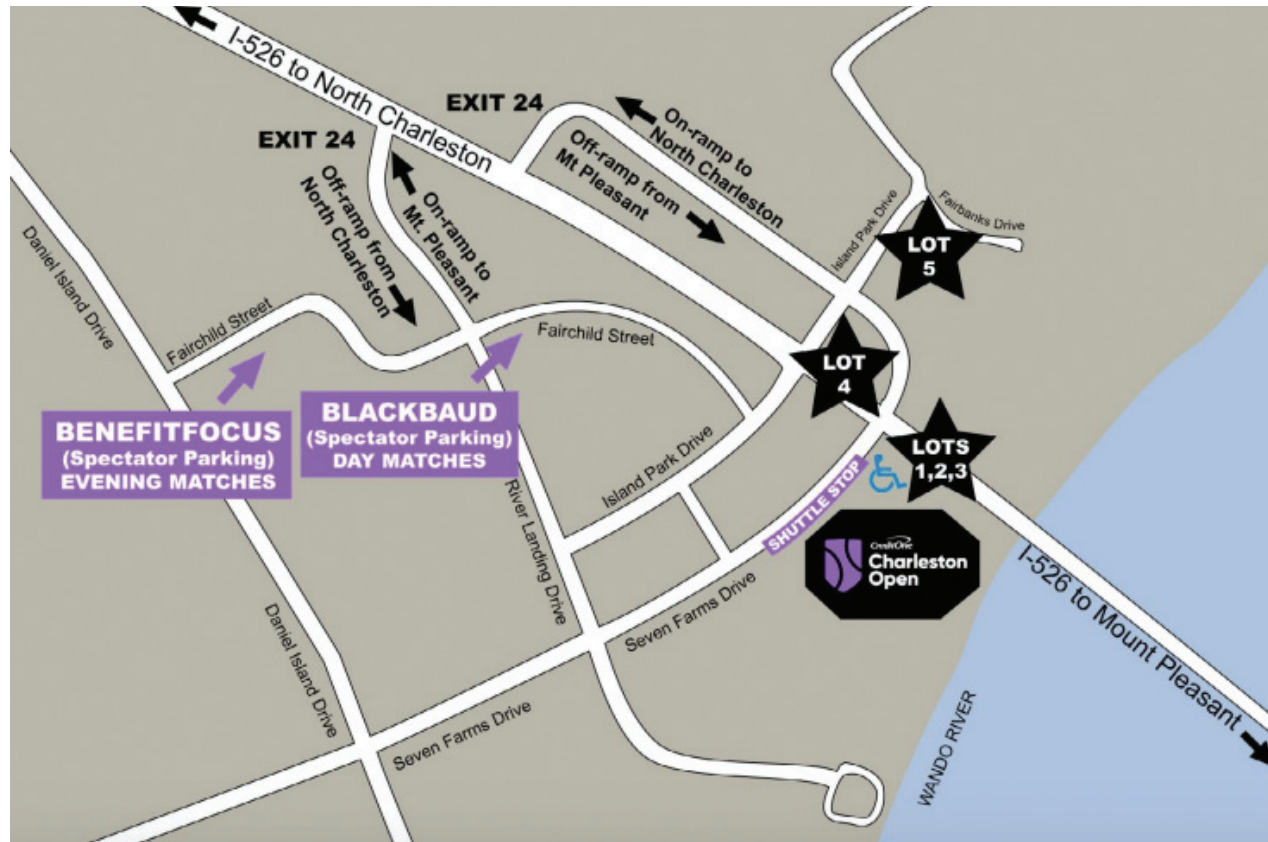 I-526 to North Charleston
EXIT 24
EXIT 24
On-ramp to
North Charleston
Off-ramp from
Mt Pleasant
On-ramp to
Mt. Pleasant
Off-ramp from
North Charleston
Island Park Drive
Fairbanks Drive
LOT
5
Daniel Island Drive
Fairchild Street
Fairchild Street
LOT
4
BENEFITFOCUS
(Spectator Parking)
EVENING MATCHES
BLACKBAUD
(Spectator Parking)
DAY MATCHES
LOTS
1,2,3
Island Park Drive
SHUTTLE STOP
River Landing Drive
CreditOne
Charleston
Open
I-526 to Mount Pleasant
Seven Farms Drive
Daniel Island Drive
Seven Farms Drive
WANDO RIVER